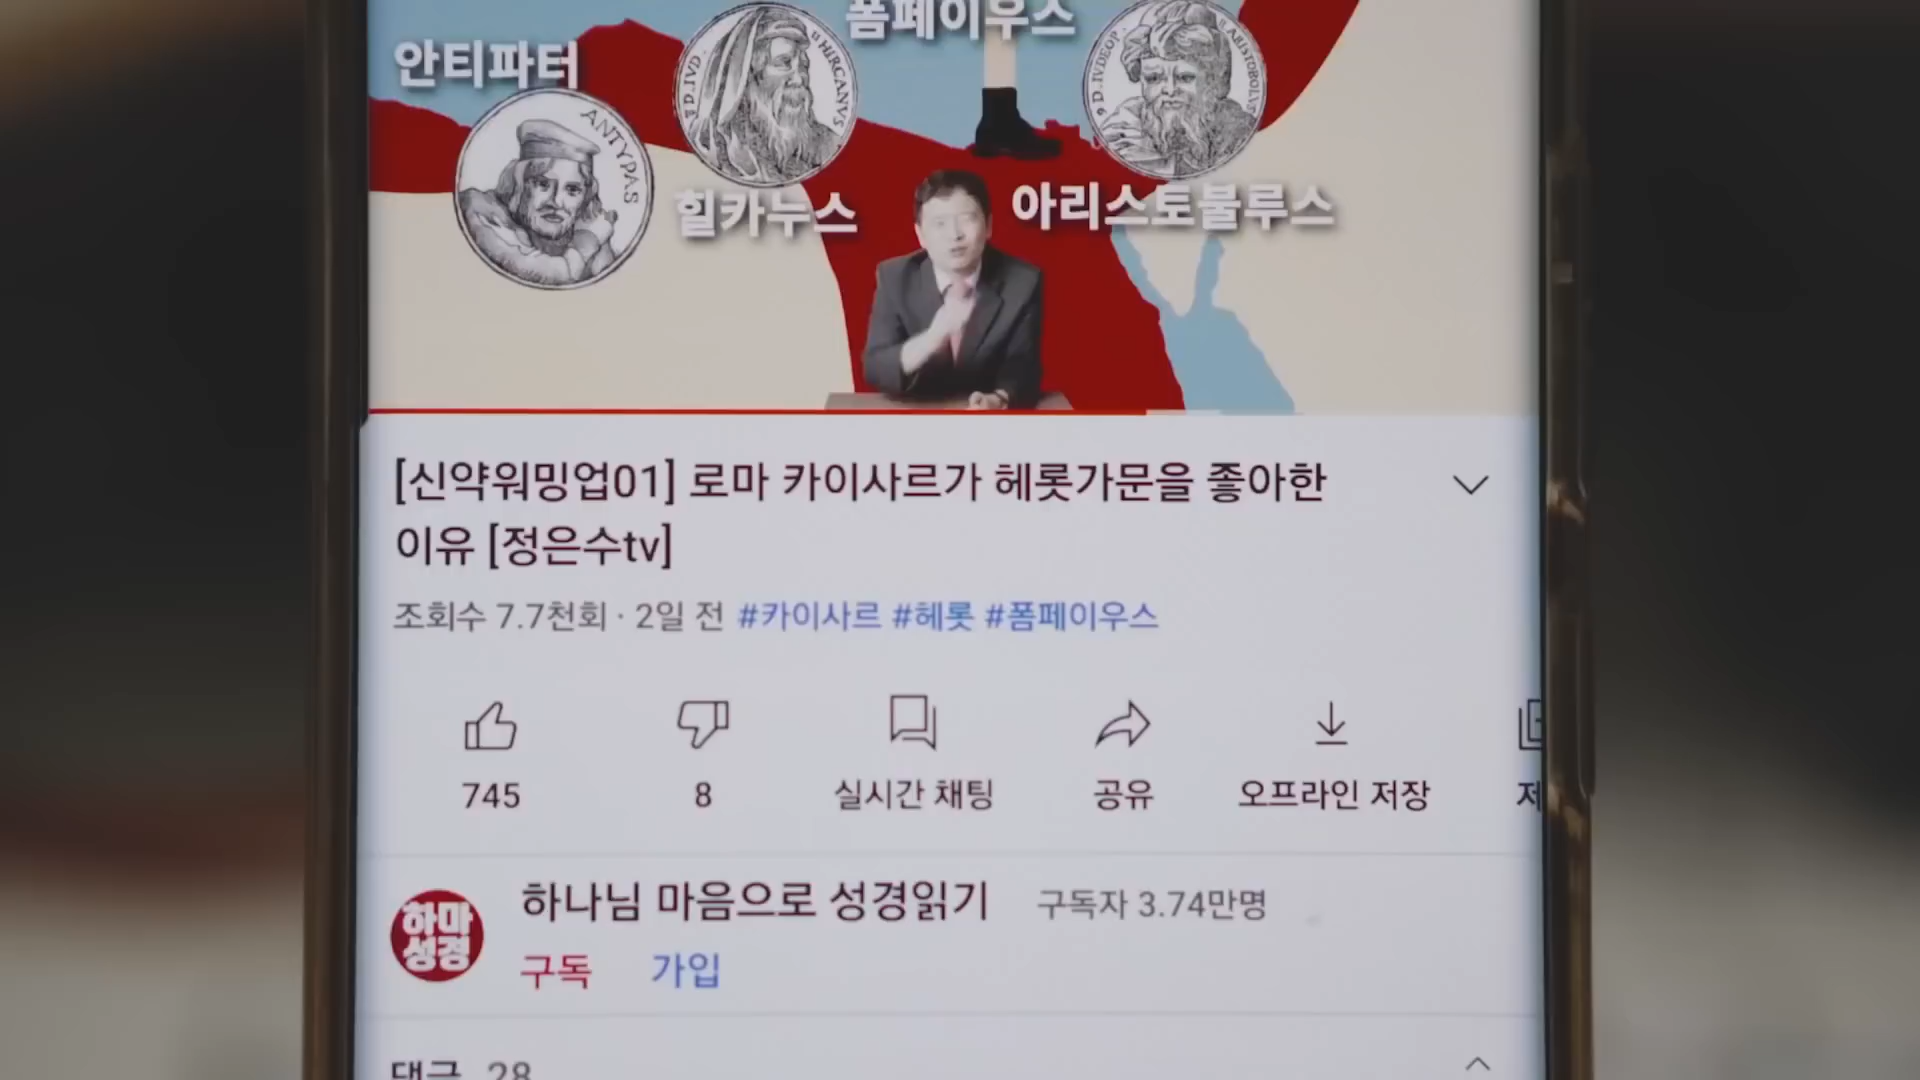 폼페이우스
안티파터
ANTYPAS
D.IVD.
HIRCANVS
D.IVDEOP.
ARISTOBOLVS
힐카누스
아리스토불루스
[신약워밍업01] 로마 카이사르가 헤롯가문을 좋아한
이유 [정은수tv]
조회수 7.7천회 · 2일 전 #카이사르 #헤롯 #폼페이우스
745
8
실시간 채팅
공유
오프라인 저장
하마
성경
하나님 마음으로 성경읽기 구독자 3.74만명
구독 가입
댓글 28